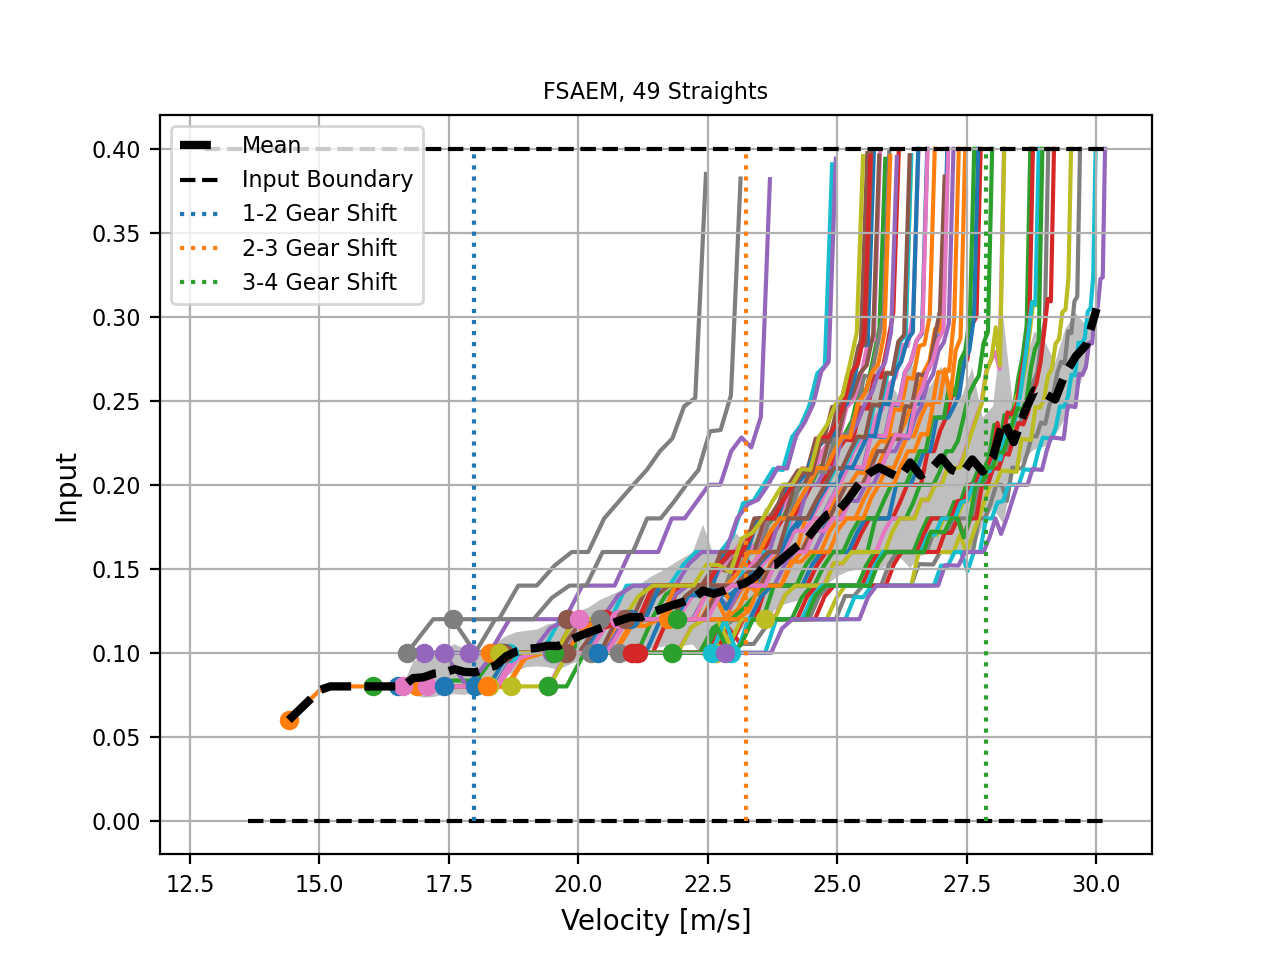 FSAEM, 49 Straights
Mean
Input Boundary
1-2 Gear Shift
2-3 Gear Shift
3-4 Gear Shift
0.40
0.35
0.30
0.25
0.20
0.15
0.10
0.05
0.00
Input
12.5 15.0 17.5 20.0 22.5 25.0 27.5 30.0
Velocity [m/s]